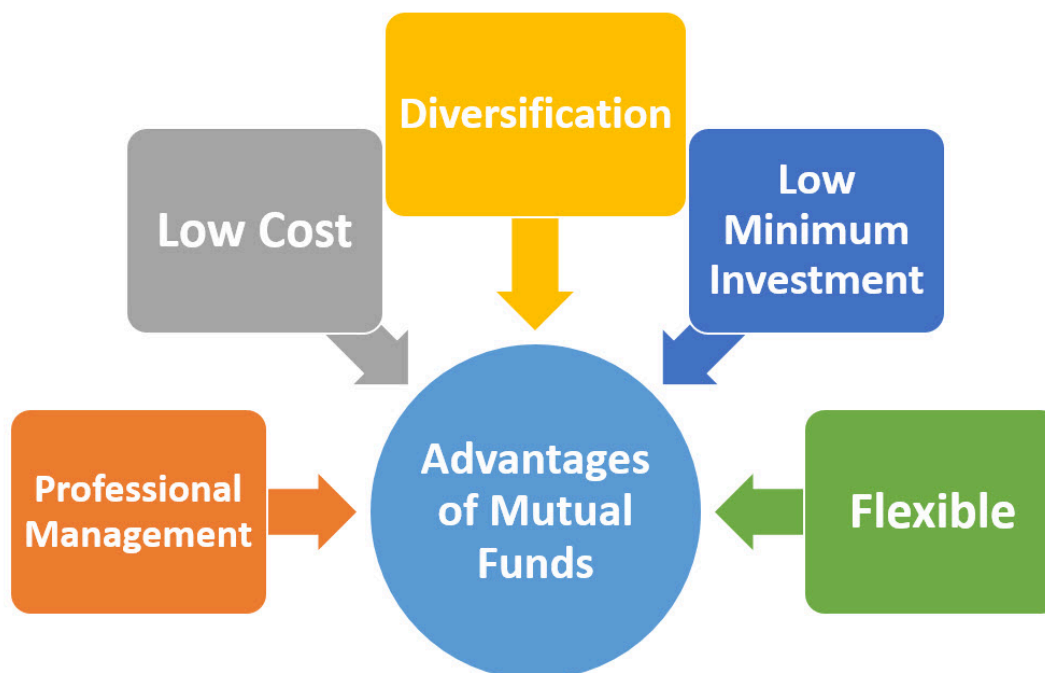 Diversification
Low Cost
Low
Minimum
Investment
Professional
Management
Advantages
of Mutual
Funds
Flexible